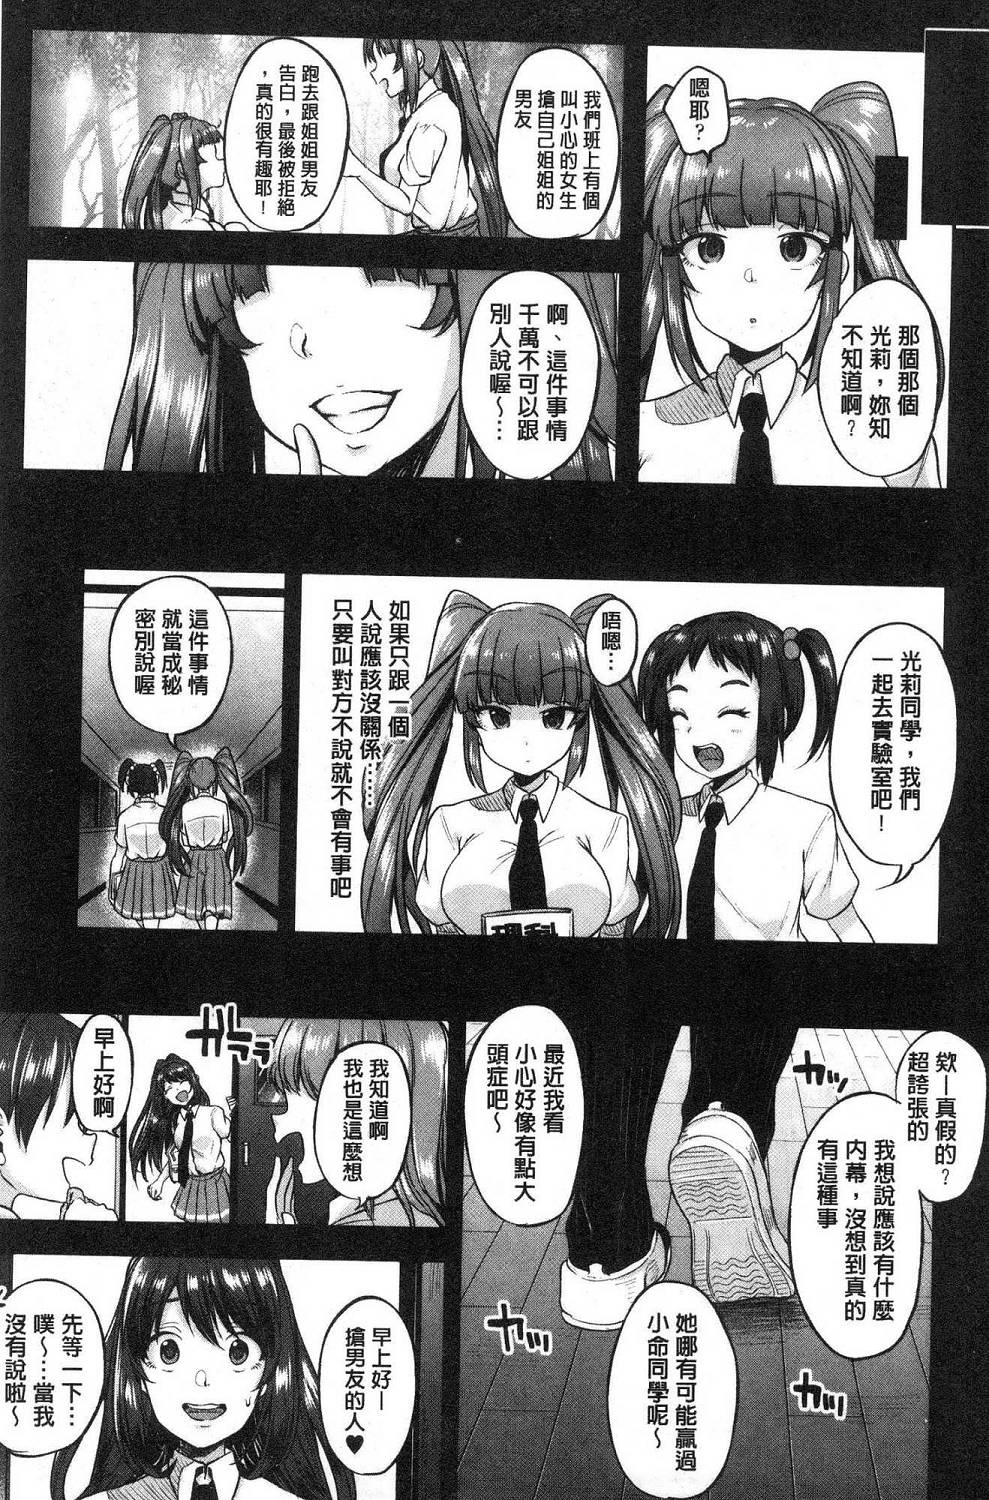 那個那個
光莉，妳知
不知道啊？
嗯耶？
我們班上有個
叫小心的女生
搶自己姐姐的
男友
跑去跟姐姐男友
告白，最後被拒絕
，真的很有趣耶！
啊、這件事情
千萬不可以跟
別人說喔～…
光莉同學，我們
一起去實驗室吧！
唔嗯…
理科
如果只跟一個
人說應該沒關係……
只要叫對方不說就不會有事吧
這件事情
就當成秘
密別說喔
欸—真假的？
超誇張的
我想說應該有什麼
內幕，沒想到真的
有這種事
カッ
最近我看
小心好像有點大
頭症吧～
她哪有可能贏過
小命同學呢～
カッ
我知道啊
我也是這麼想
ガララ
早上好啊
早上好—
搶男友的人♥
先等一下…
噗～…當我
沒有說啦～